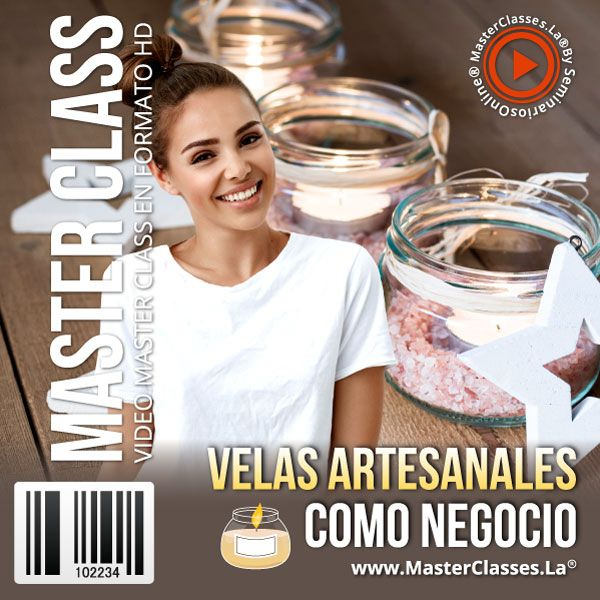 MASTER CLASS
VIDEO MASTER CLASS EN FORMATO HD
MasterClasses.La®By SeminariosOnline®
VELAS ARTESANALES
COMO NEGOCIO
www.MasterClasses.La®
102234